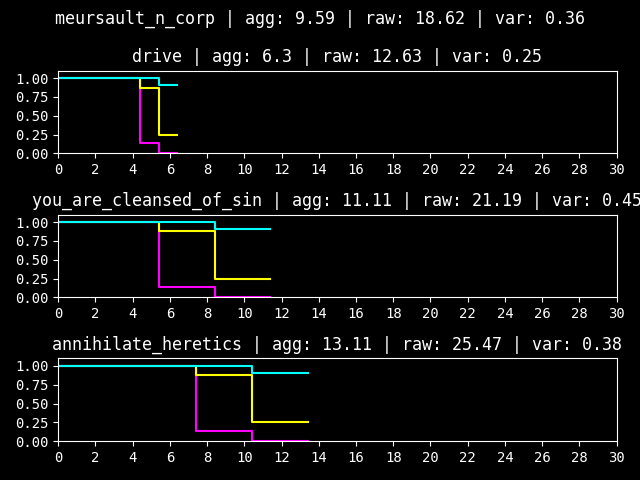 meursault_n_corp | agg: 9.59 | raw: 18.62 | var: 0.36
drive | agg: 6.3 | raw: 12.63 | var: 0.25
1.00
0.75
0.50
0.25
0.00
0 2 4 6 8 10 12 14 16 18 20 22 24 26 28 30
you_are_cleansed_of_sin | agg: 11.11 | raw: 21.19 | var: 0.45
1.00
0.75
0.50
0.25
0.00
0 2 4 6 8 10 12 14 16 18 20 22 24 26 28 30
annihilate_heretics | agg: 13.11 | raw: 25.47 | var: 0.38
1.00
0.75
0.50
0.25
0.00
0 2 4 6 8 10 12 14 16 18 20 22 24 26 28 30